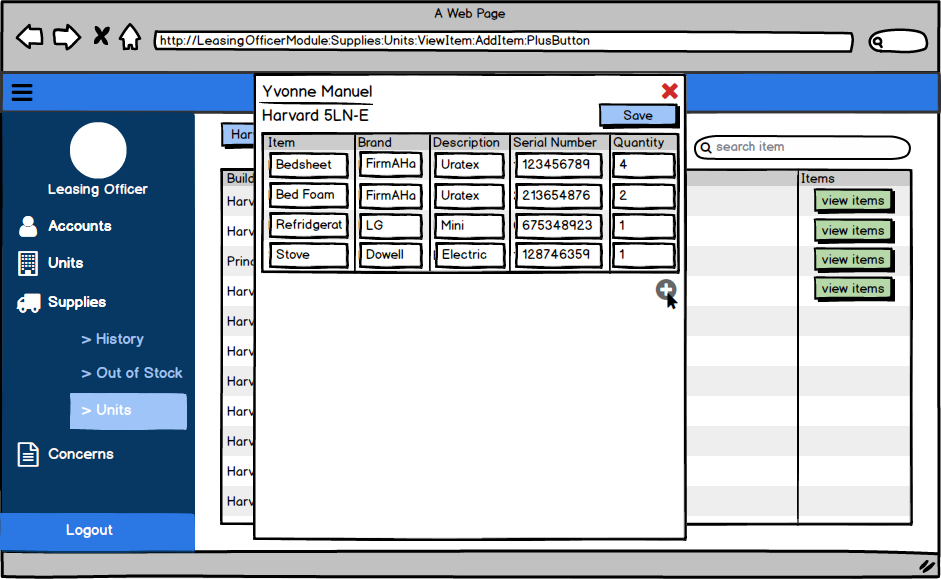 A Web Page
http://LeasingOfficerModule:Supplies:Units:ViewItem:AddItem:PlusButton
Leasing Officer
Accounts
Units
Supplies
> History
> Out of Stock
> Units
Concerns
Logout
Har
search item
Build
Items
Harv
view items
Harv
view items
Princ
view items
Harv
view items
Harv
Harv
Harv
Harv
Harv
Harv
Harv
Yvonne Manuel
Harvard 5LN-E
Save
Item Brand Description Serial Number Quantity
Bedsheet FirmAHa Uratex 123456789 4
Bed Foam FirmAHa Uratex 213654876 2
Refridgerat LG Mini 675348923 1
Stove Dowell Electric 128746359 1